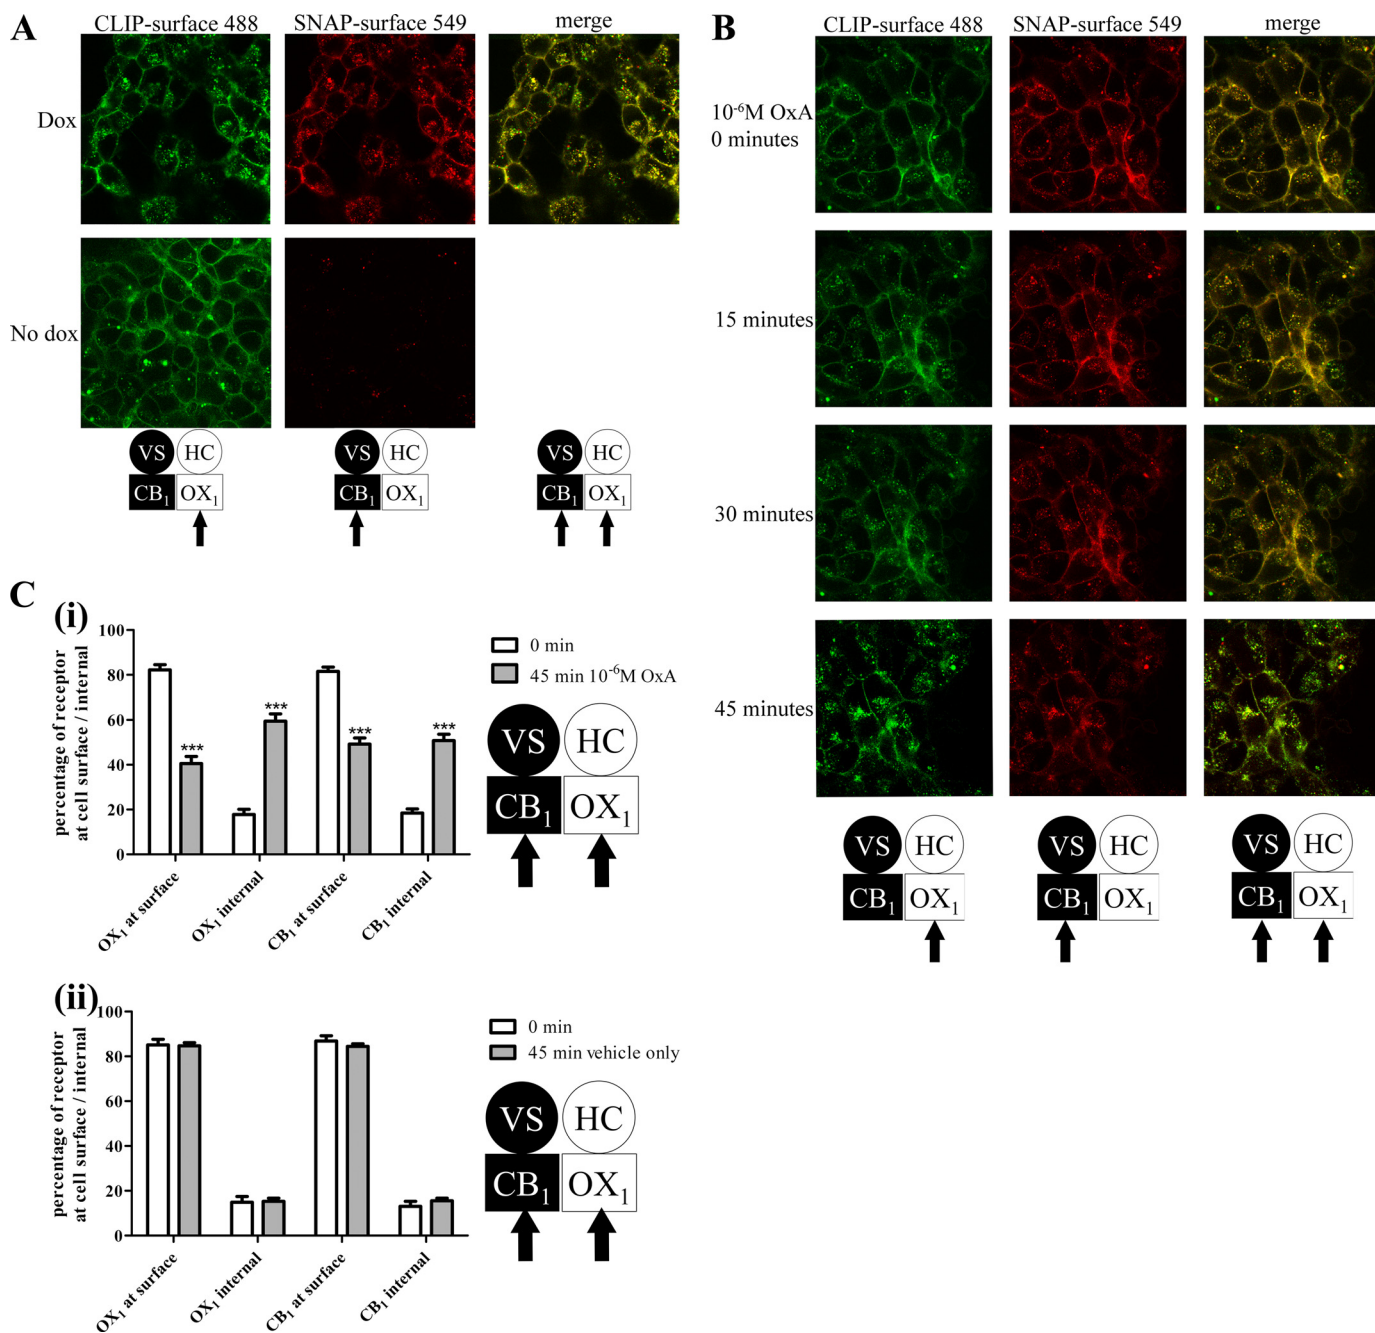 A
CLIP-surface 488 SNAP-surface 549 merge
Dox
No dox
VS HC
CB₁ OX₁
VS HC
CB₁ OX₁
VS HC
CB₁ OX₁
B
CLIP-surface 488 SNAP-surface 549 merge
10⁻⁶M OxA
0 minutes
15 minutes
30 minutes
45 minutes
VS HC
CB₁ OX₁
VS HC
CB₁ OX₁
VS HC
CB₁ OX₁
C
(i)
percentage of receptor
at cell surface / internal
100
80
60
40
20
0
*** *** *** ***
OX₁ at surface
OX₁ internal
CB₁ at surface
CB₁ internal
0 min
45 min 10⁻⁶M OxA
VS HC
CB₁ OX₁
(ii)
percentage of receptor
at cell surface / internal
100
80
60
40
20
0
OX₁ at surface
OX₁ internal
CB₁ at surface
CB₁ internal
0 min
45 min vehicle only
VS HC
CB₁ OX₁